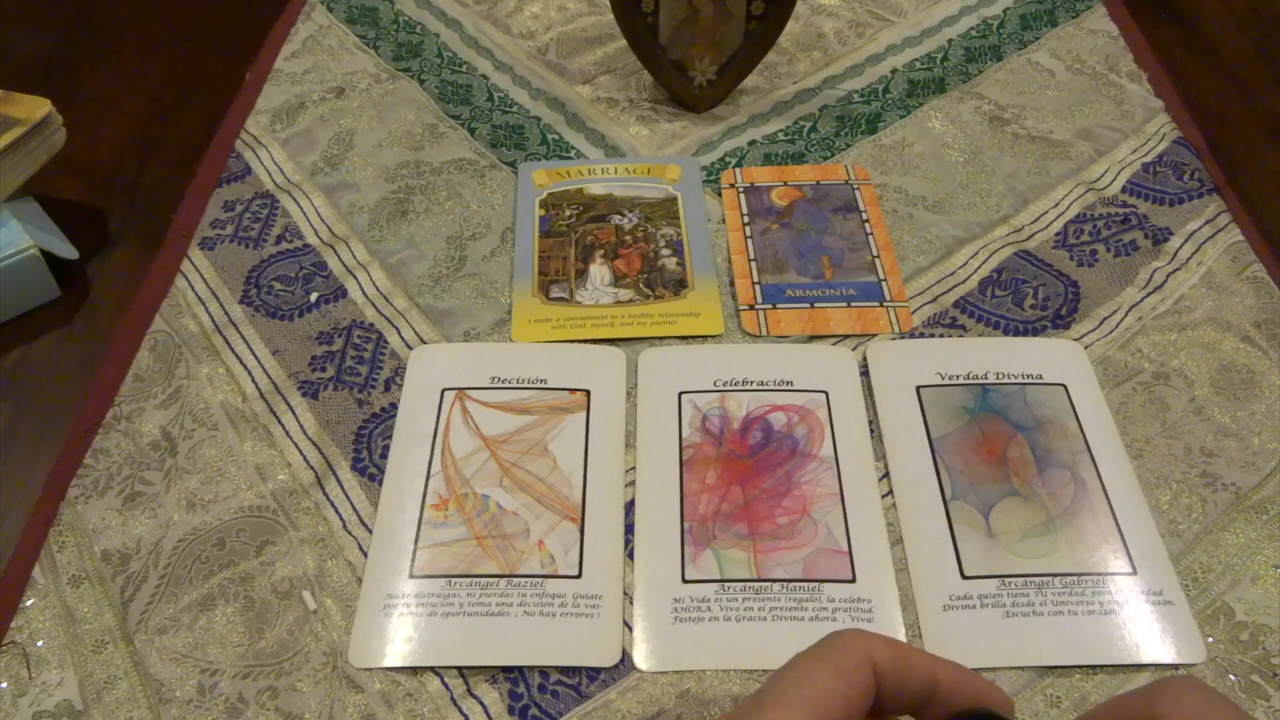 MARRIAGE
I make a commitment to a healthy relationship
with God, myself, and my partner.
ARMONÍA
Decisión
Arcángel Raziel:
No te distraigas, ni pierdas tu enfoque. Guíate
por tu intución y toma una decisión de la vas-
de oportunidades. ¡ No hay errores !
Celebración
Arcángel Haniel:
Mi Vida es un presente (regalo), la celebro
AHORA. Vivo en el presente con gratitud.
Festejo en la Gracia Divina ahora. ¡ Viva!
Verdad Divina
Arcángel Gabriel:
Cada quien tiene SU verdad, pero la Verdad
Divina brilla desde el Universo y en
¡Escucha con tu corazón